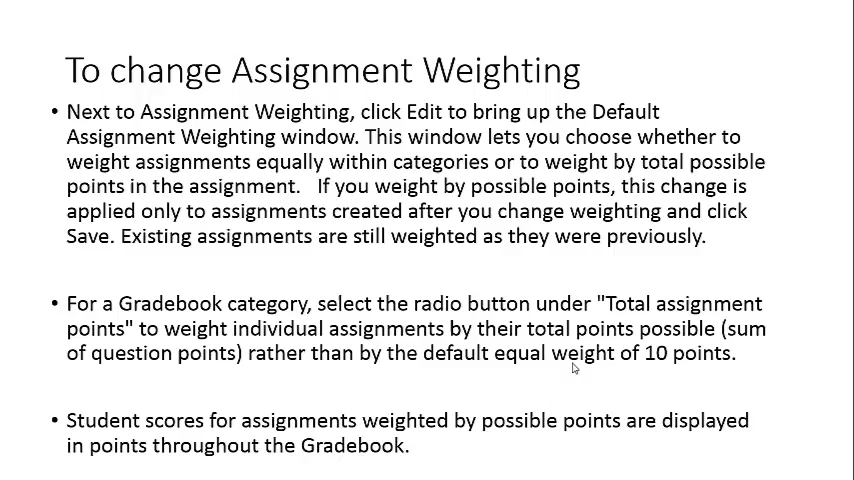 To change Assignment Weighting
• Next to Assignment Weighting, click Edit to bring up the Default
Assignment Weighting window. This window lets you choose whether to
weight assignments equally within categories or to weight by total possible
points in the assignment.   If you weight by possible points, this change is
applied only to assignments created after you change weighting and click
Save. Existing assignments are still weighted as they were previously.
• For a Gradebook category, select the radio button under "Total assignment
points" to weight individual assignments by their total points possible (sum
of question points) rather than by the default equal weight of 10 points.
• Student scores for assignments weighted by possible points are displayed
in points throughout the Gradebook.